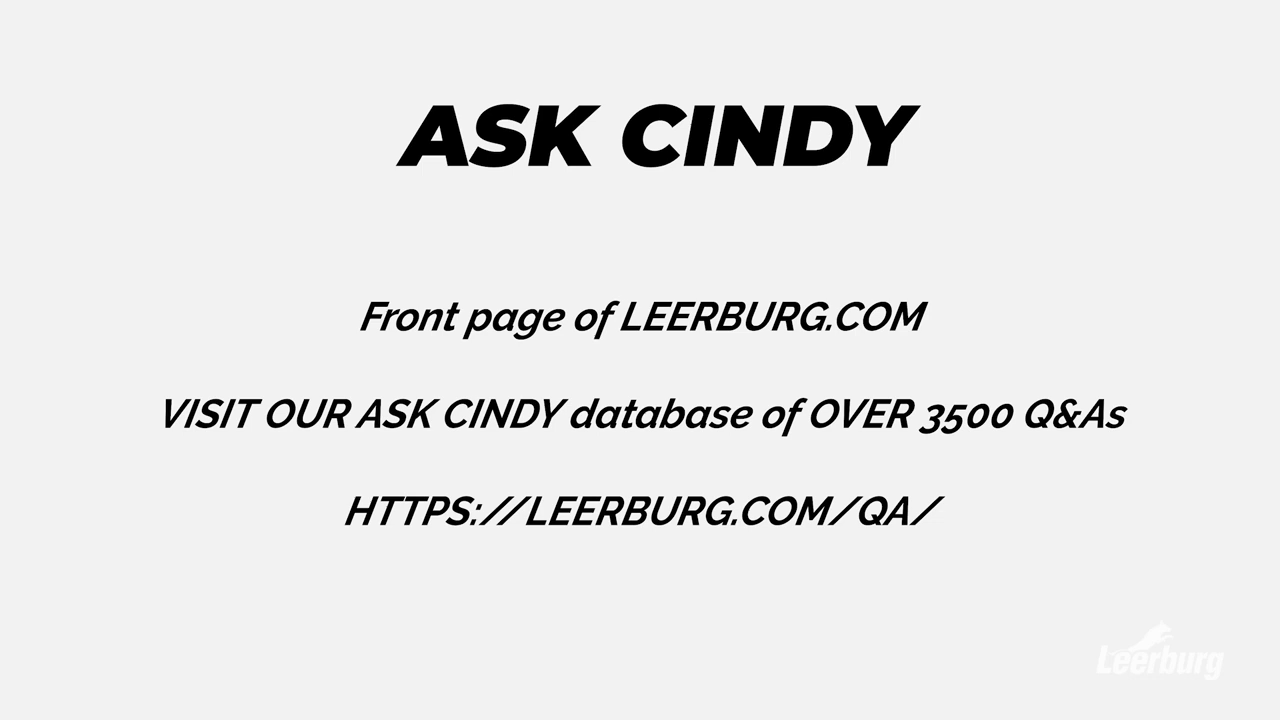 ASK CINDY
Front page of LEERBURG.COM
VISIT OUR ASK CINDY database of OVER 3500 Q&As
HTTPS://LEERBURG.COM/QA/
Leerburg